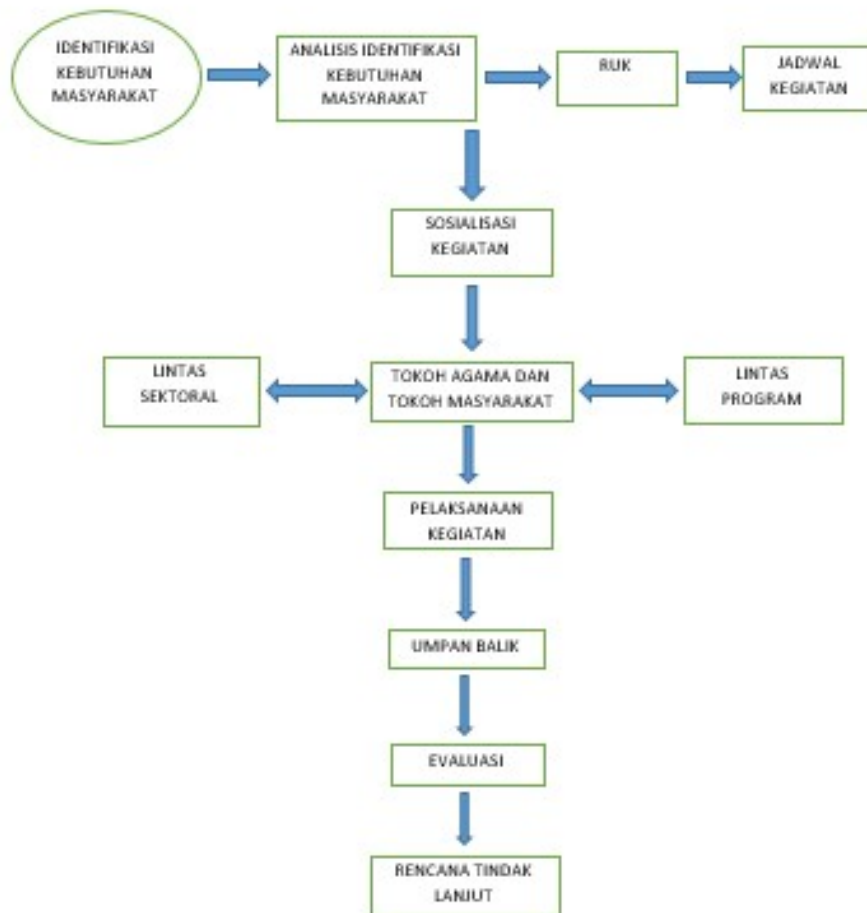 IDENTIFIKASI
KEBUTUHAN
MASYARAKAT
ANALISIS IDENTIFIKASI
KEBUTUHAN
MASYARAKAT
RUK
JADWAL
KEGIATAN
SOSIALISASI
KEGIATAN
LINTAS
SEKTORAL
TOKOH AGAMA DAN
TOKOH MASYARAKAT
LINTAS
PROGRAM
PELAKSANAAN
KEGIATAN
UMPAN BALIK
EVALUASI
RENCANA TINDAK
LANJUT